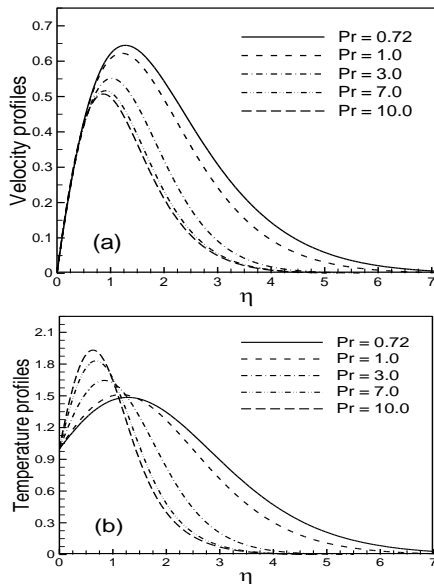 0.7
0.6
0.5
0.4
0.3
0.2
0.1
0
Velocity profiles
Pr = 0.72
Pr = 1.0
Pr = 3.0
Pr = 7.0
Pr = 10.0
(a)
0 1 2 3 4 5 6 7
η
2.1
1.8
1.5
1.2
0.9
0.6
0.3
0
Temperature profiles
Pr = 0.72
Pr = 1.0
Pr = 3.0
Pr = 7.0
Pr = 10.0
(b)
0 1 2 3 4 5 6 7
η